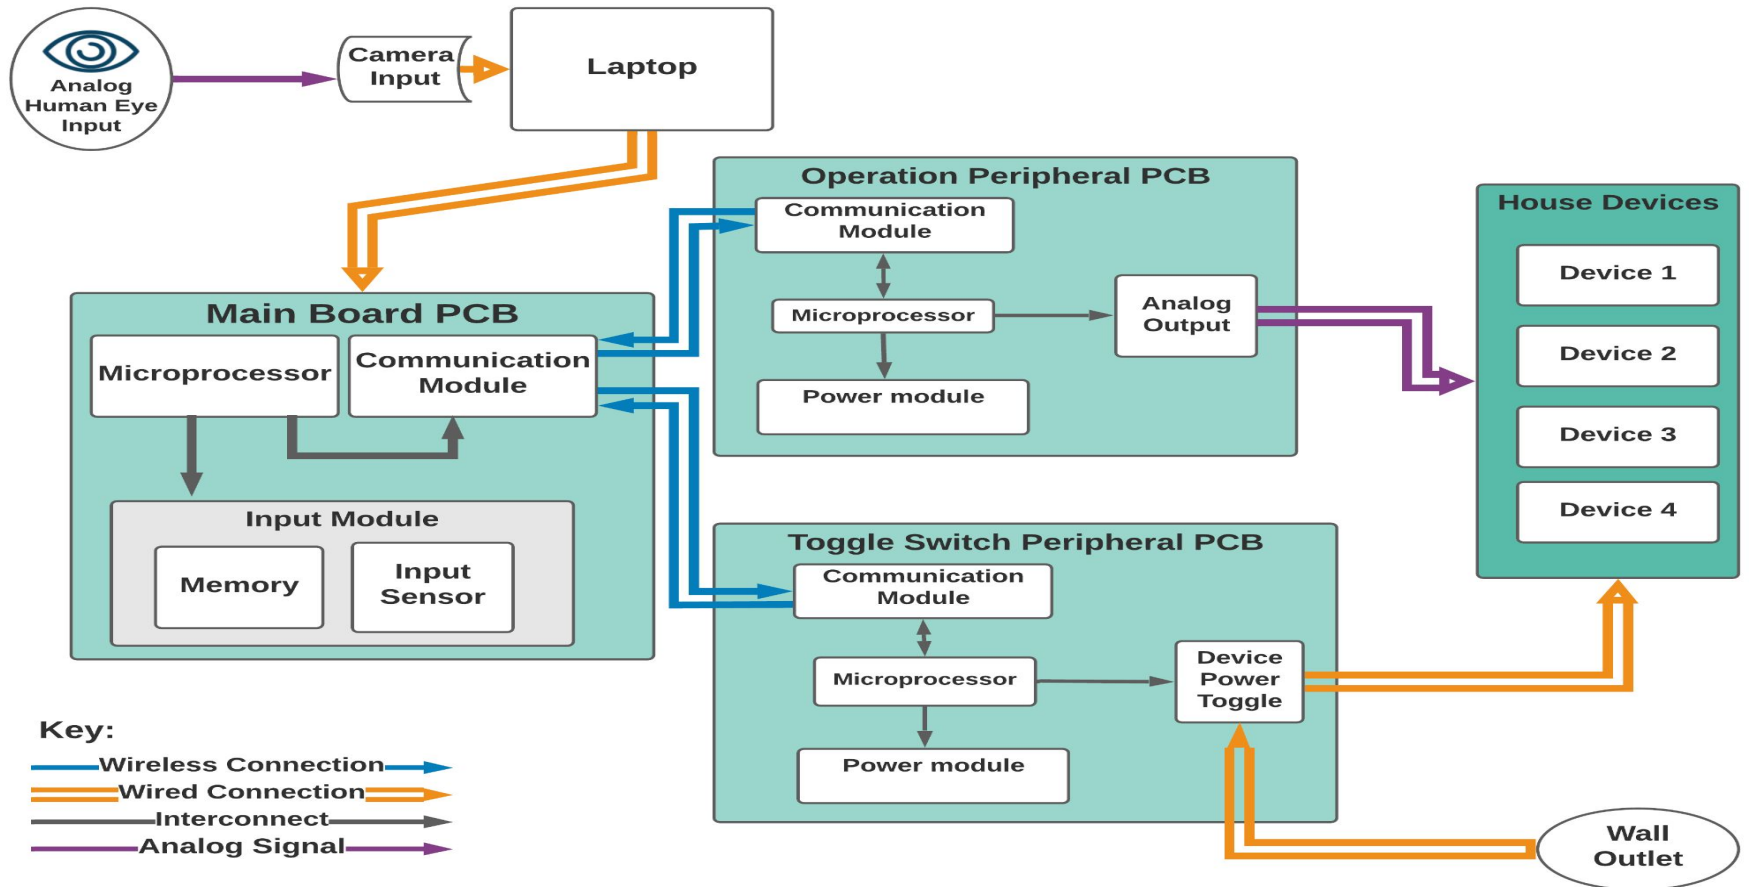 Analog
Human Eye
Input
Camera
Input
Laptop
Operation Peripheral PCB
Communication
Module
Microprocessor
Analog
Output
Power module
House Devices
Device 1
Device 2
Device 3
Device 4
Main Board PCB
Microprocessor
Communication
Module
Input Module
Memory
Input
Sensor
Toggle Switch Peripheral PCB
Communication
Module
Microprocessor
Device
Power
Toggle
Power module
Wall
Outlet
Key:
Wireless Connection
Wired Connection
Interconnect
Analog Signal